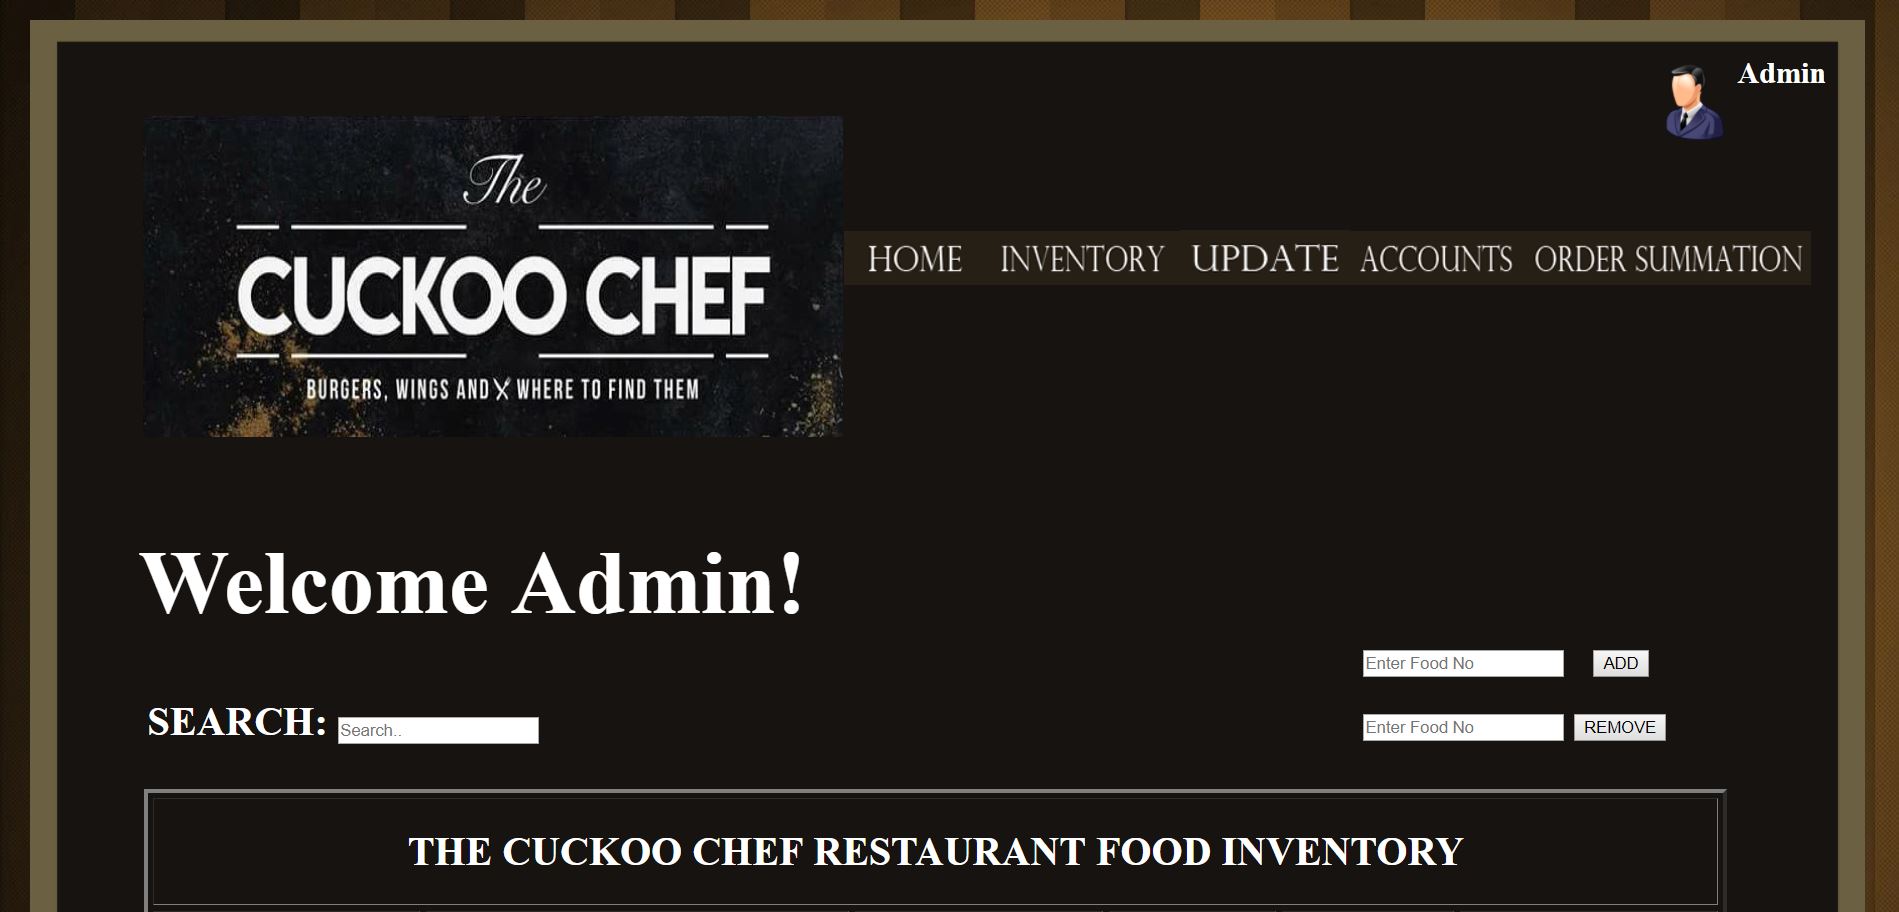 Admin
The
CUCKOO CHEF
BURGERS, WINGS AND WHERE TO FIND THEM
HOME INVENTORY UPDATE ACCOUNTS ORDER SUMMATION
Welcome Admin!
Enter Food No ADD
SEARCH: Search..
Enter Food No REMOVE
THE CUCKOO CHEF RESTAURANT FOOD INVENTORY